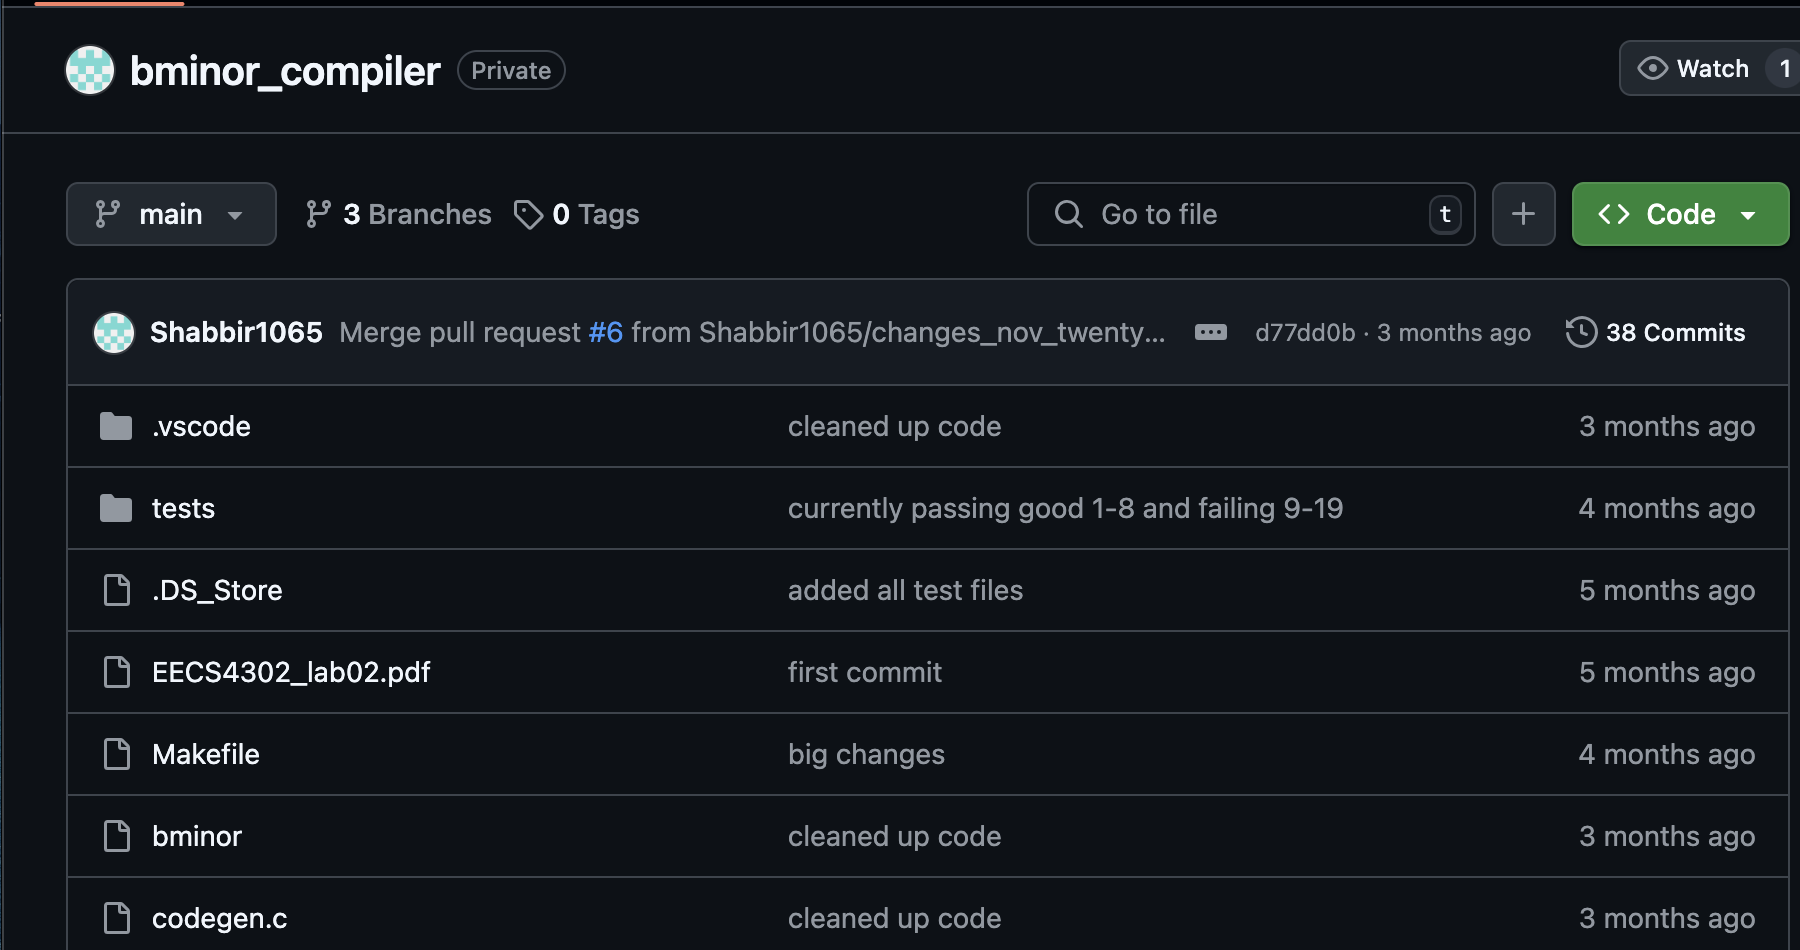 bminor_compiler Private Watch 1
main 3 Branches 0 Tags Go to file t + <> Code
Shabbir1065 Merge pull request #6 from Shabbir1065/changes_nov_twenty... d77dd0b · 3 months ago 38 Commits
.vscode cleaned up code 3 months ago
tests currently passing good 1-8 and failing 9-19 4 months ago
.DS_Store added all test files 5 months ago
EECS4302_lab02.pdf first commit 5 months ago
Makefile big changes 4 months ago
bminor cleaned up code 3 months ago
codegen.c cleaned up code 3 months ago